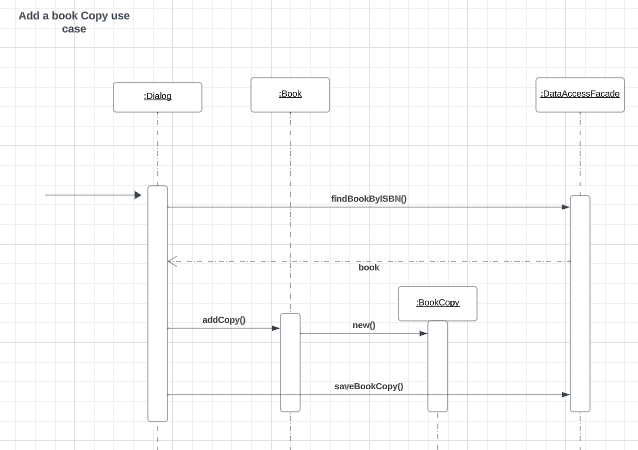 Add a book Copy use
case
:Dialog
:Book
:DataAccessFacade
findBookByISBN()
book
:BookCopy
addCopy()
new()
saveBookCopy()